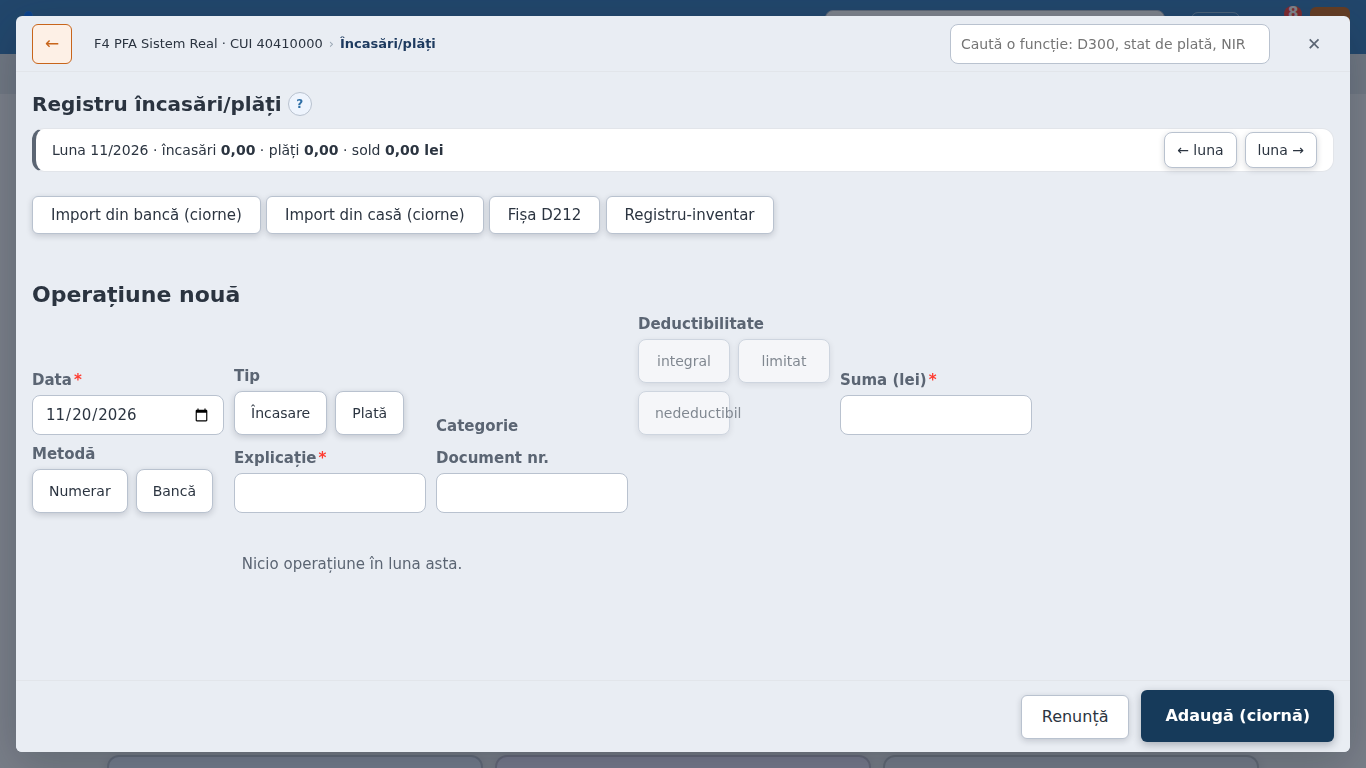 8
← F4 PFA Sistem Real · CUI 40410000 › Încasări/plăți Caută o funcție: D300, stat de plată, NIR ✕
Registru încasări/plăți ?
Luna 11/2026 · încasări 0,00 · plăți 0,00 · sold 0,00 lei ← luna luna →
Import din bancă (ciorne) Import din casă (ciorne) Fișa D212 Registru-inventar
Operațiune nouă
Data*
11/20/2026
Tip
Încasare Plată
Categorie
Deductibilitate
integral limitat
nedeductibil
Suma (lei)*
Metodă
Numerar Bancă
Explicație*
Document nr.
Nicio operațiune în luna asta.
Renunță Adaugă (ciornă)